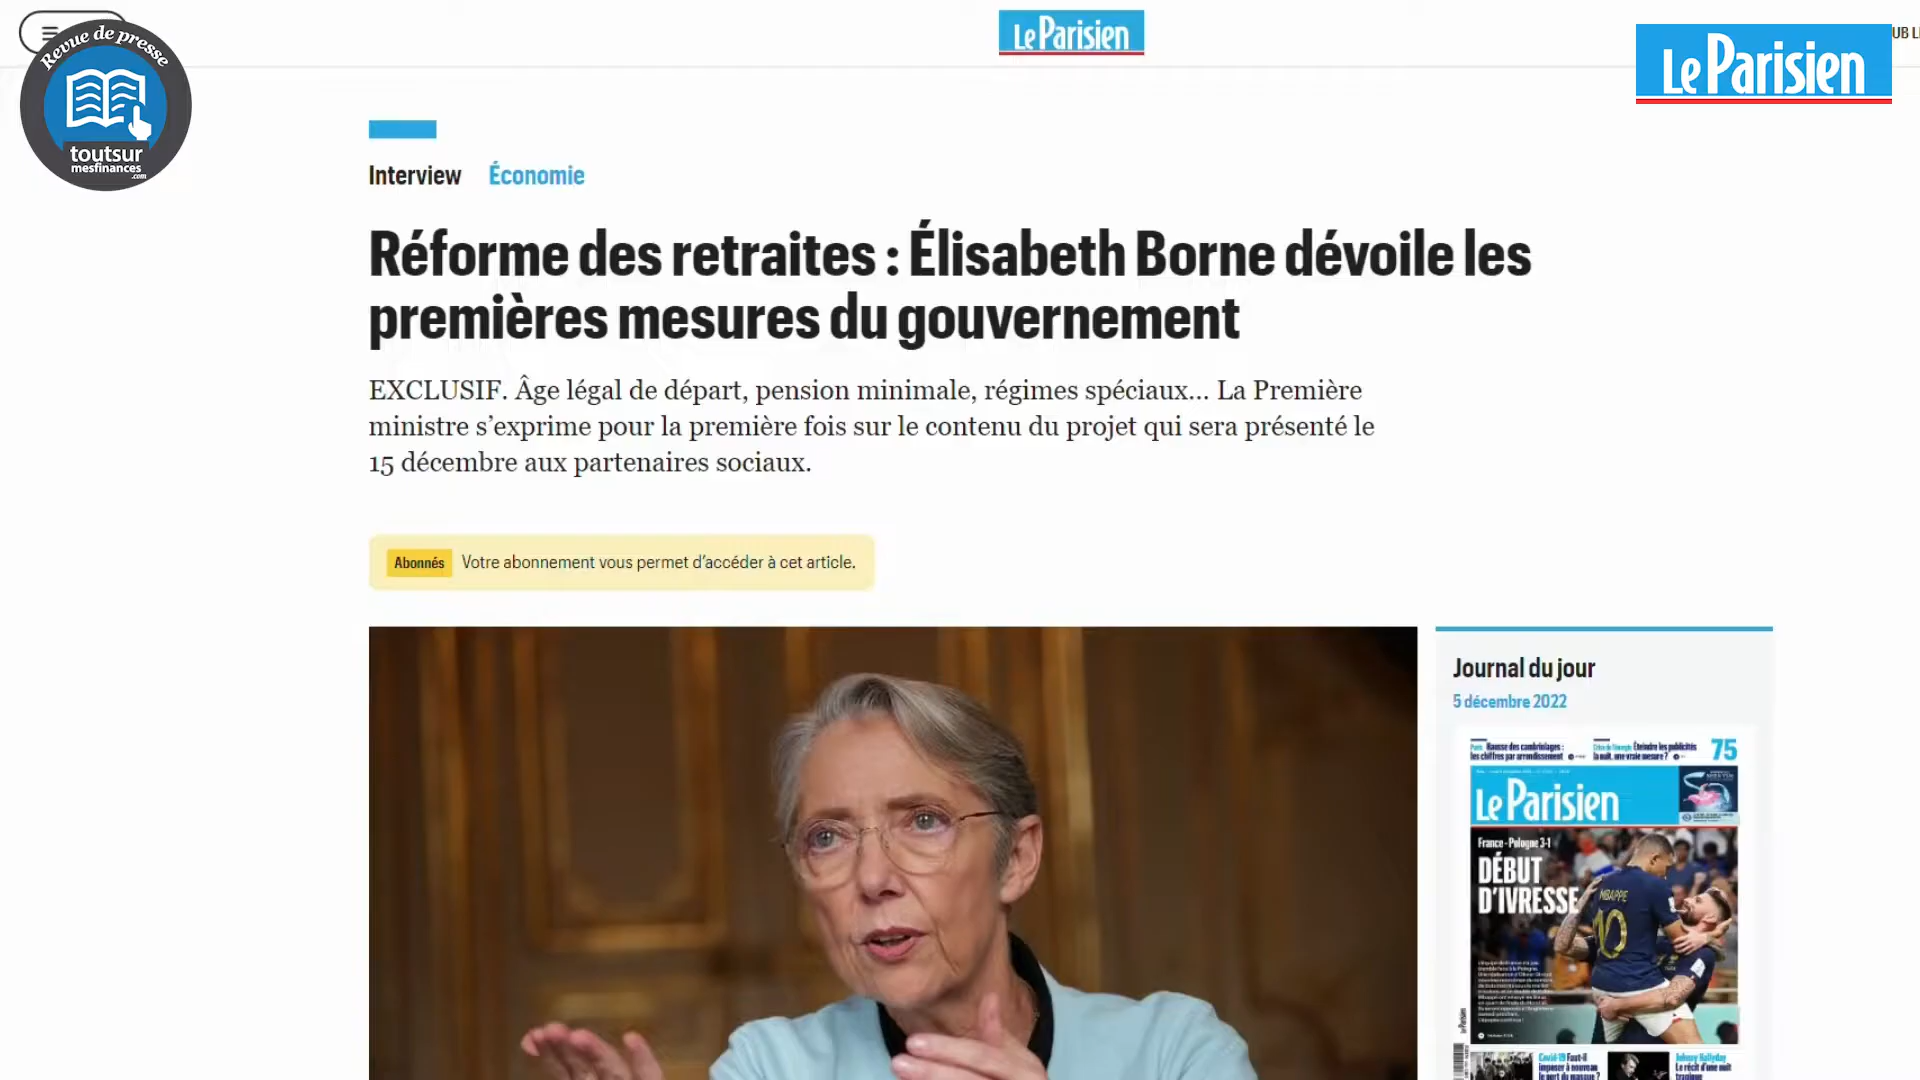 Revue de presse
toutsur
mesfinances
.com
Le Parisien
Le Parisien
UB L
Interview Économie
Réforme des retraites : Élisabeth Borne dévoile les
premières mesures du gouvernement
EXCLUSIF. Âge légal de départ, pension minimale, régimes spéciaux... La Première
ministre s’exprime pour la première fois sur le contenu du projet qui sera présenté le
15 décembre aux partenaires sociaux.
Abonnés Votre abonnement vous permet d’accéder à cet article.
Journal du jour
5 décembre 2022
Hausse des cambriolages :
les chiffres par arrondissement
Éteindre les publicités
la nuit, une vraie mesure ?
75
Le Parisien
France - Pologne 3-1
DÉBUT
D'IVRESSE
MBAPPE
10
Covid-19 Faut-il
imposer à nouveau
le port du masque ?
Johnny Hallyday
Le récit d'une nuit
tragique